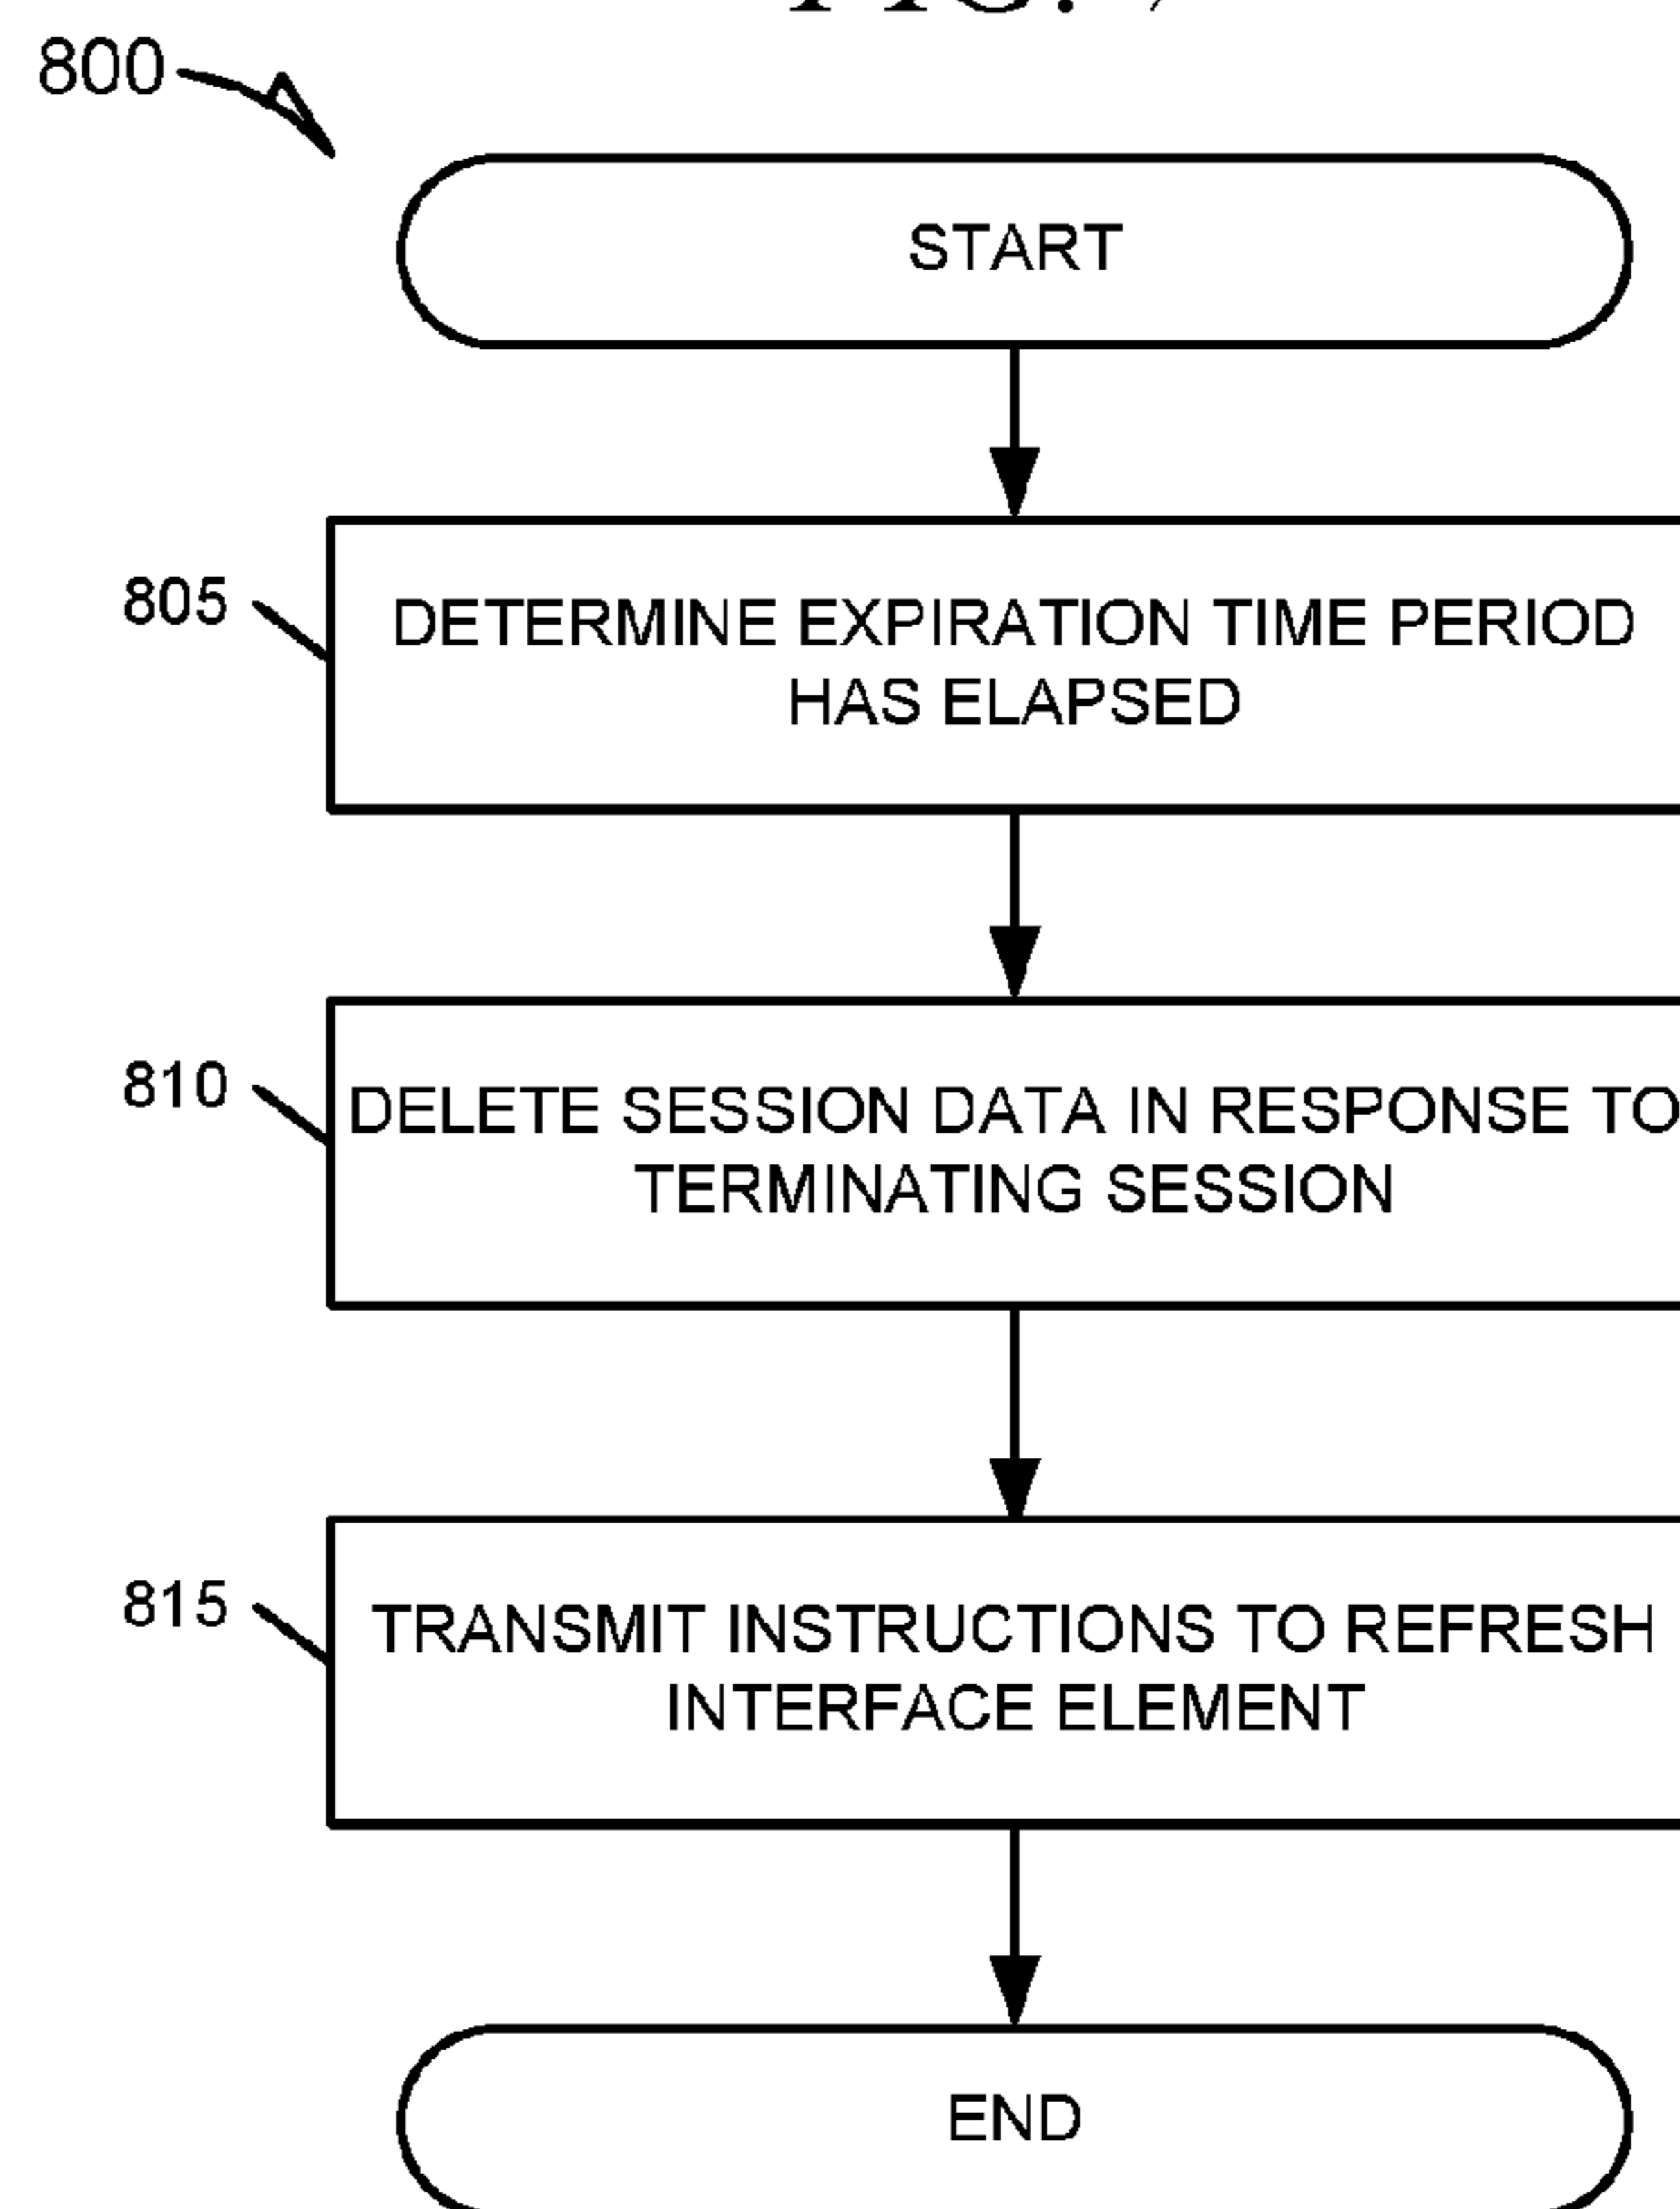 800
START
805
DETERMINE EXPIRATION TIME PERIOD
HAS ELAPSED
810
DELETE SESSION DATA IN RESPONSE TO
TERMINATING SESSION
815
TRANSMIT INSTRUCTIONS TO REFRESH
INTERFACE ELEMENT
END